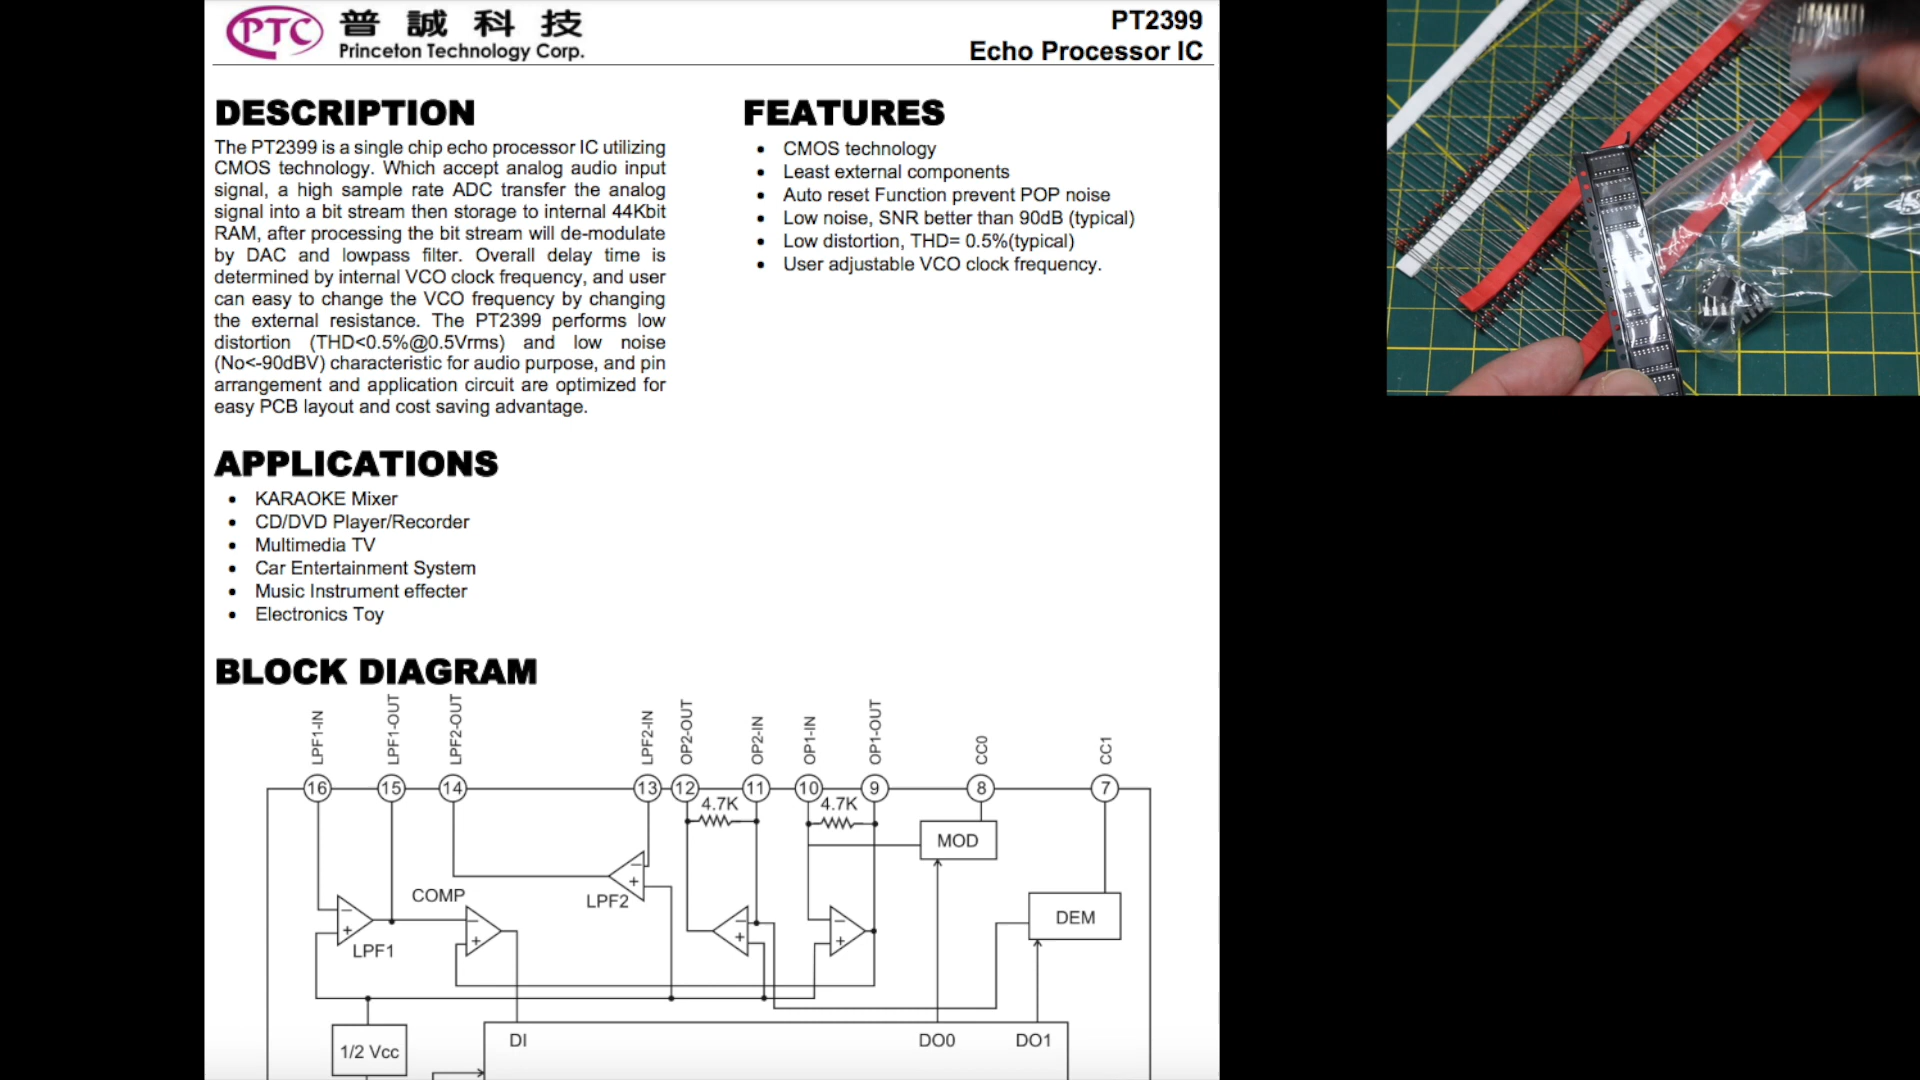 PTC 普誠科技
Princeton Technology Corp.
PT2399
Echo Processor IC
DESCRIPTION
The PT2399 is a single chip echo processor IC utilizing
CMOS technology. Which accept analog audio input
signal, a high sample rate ADC transfer the analog
signal into a bit stream then storage to internal 44Kbit
RAM, after processing the bit stream will de-modulate
by DAC and lowpass filter. Overall delay time is
determined by internal VCO clock frequency, and user
can easy to change the VCO frequency by changing
the external resistance. The PT2399 performs low
distortion (THD<0.5%@0.5Vrms) and low noise
(No<-90dBV) characteristic for audio purpose, and pin
arrangement and application circuit are optimized for
easy PCB layout and cost saving advantage.
FEATURES
• CMOS technology
• Least external components
• Auto reset Function prevent POP noise
• Low noise, SNR better than 90dB (typical)
• Low distortion, THD= 0.5%(typical)
• User adjustable VCO clock frequency.
APPLICATIONS
• KARAOKE Mixer
• CD/DVD Player/Recorder
• Multimedia TV
• Car Entertainment System
• Music Instrument effecter
• Electronics Toy
BLOCK DIAGRAM
LPF1-IN LPF1-OUT LPF2-OUT LPF2-IN OP2-OUT OP2-IN OP1-IN OP1-OUT CC0 CC1
16 15 14 13 12 11 10 9 8 7
4.7K 4.7K
MOD
COMP
LPF2
DEM
LPF1
1/2 Vcc
DI DO0 DO1